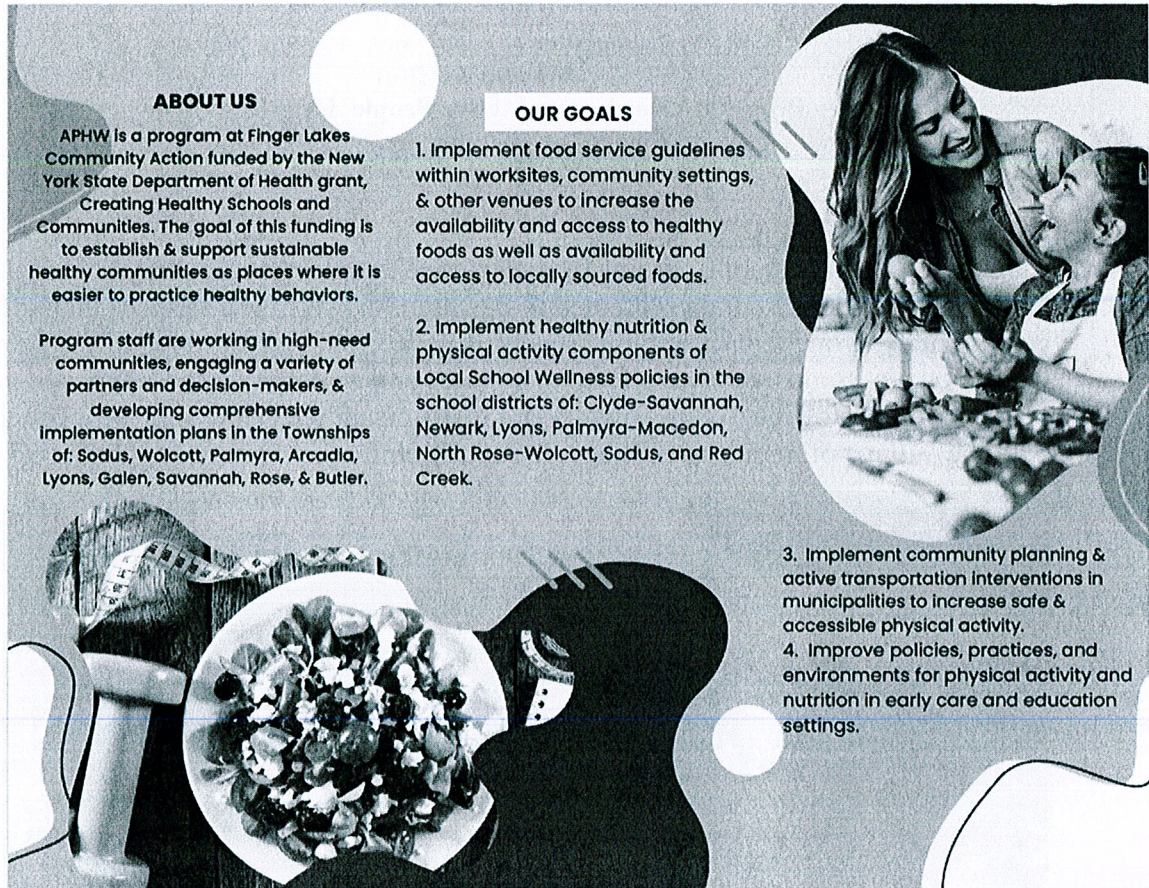 ABOUT US
APHW is a program at Finger Lakes
Community Action funded by the New
York State Department of Health grant,
Creating Healthy Schools and
Communities. The goal of this funding is
to establish & support sustainable
healthy communities as places where it is
easier to practice healthy behaviors.
Program staff are working in high-need
communities, engaging a variety of
partners and decision-makers, &
developing comprehensive
implementation plans in the Townships
of: Sodus, Wolcott, Palmyra, Arcadia,
Lyons, Galen, Savannah, Rose, & Butler.
OUR GOALS
1. Implement food service guidelines
within worksites, community settings,
& other venues to increase the
availability and access to healthy
foods as well as availability and
access to locally sourced foods.
2. Implement healthy nutrition &
physical activity components of
Local School Wellness policies in the
school districts of: Clyde-Savannah,
Newark, Lyons, Palmyra-Macedon,
North Rose-Wolcott, Sodus, and Red
Creek.
3. Implement community planning &
active transportation interventions in
municipalities to increase safe &
accessible physical activity.
4. Improve policies, practices, and
environments for physical activity and
nutrition in early care and education
settings.